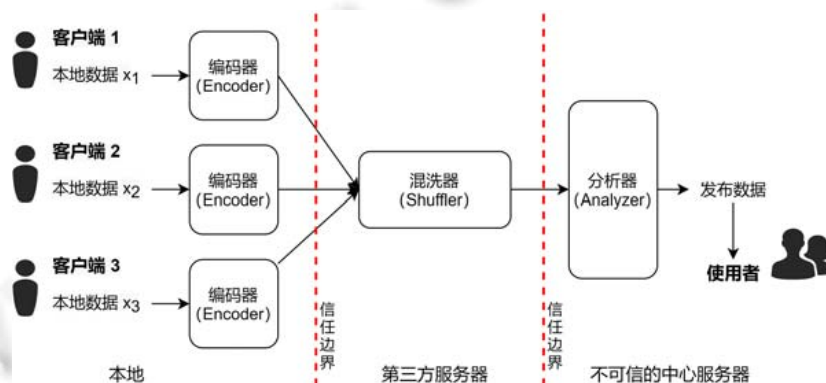 客户端 1
本地数据 x1
编码器
(Encoder)
客户端 2
本地数据 x2
编码器
(Encoder)
混洗器
(Shuffler)
分析器
(Analyzer)
发布数据
使用者
客户端 3
本地数据 x3
编码器
(Encoder)
信任边界
信任边界
本地
第三方服务器
不可信的中心服务器